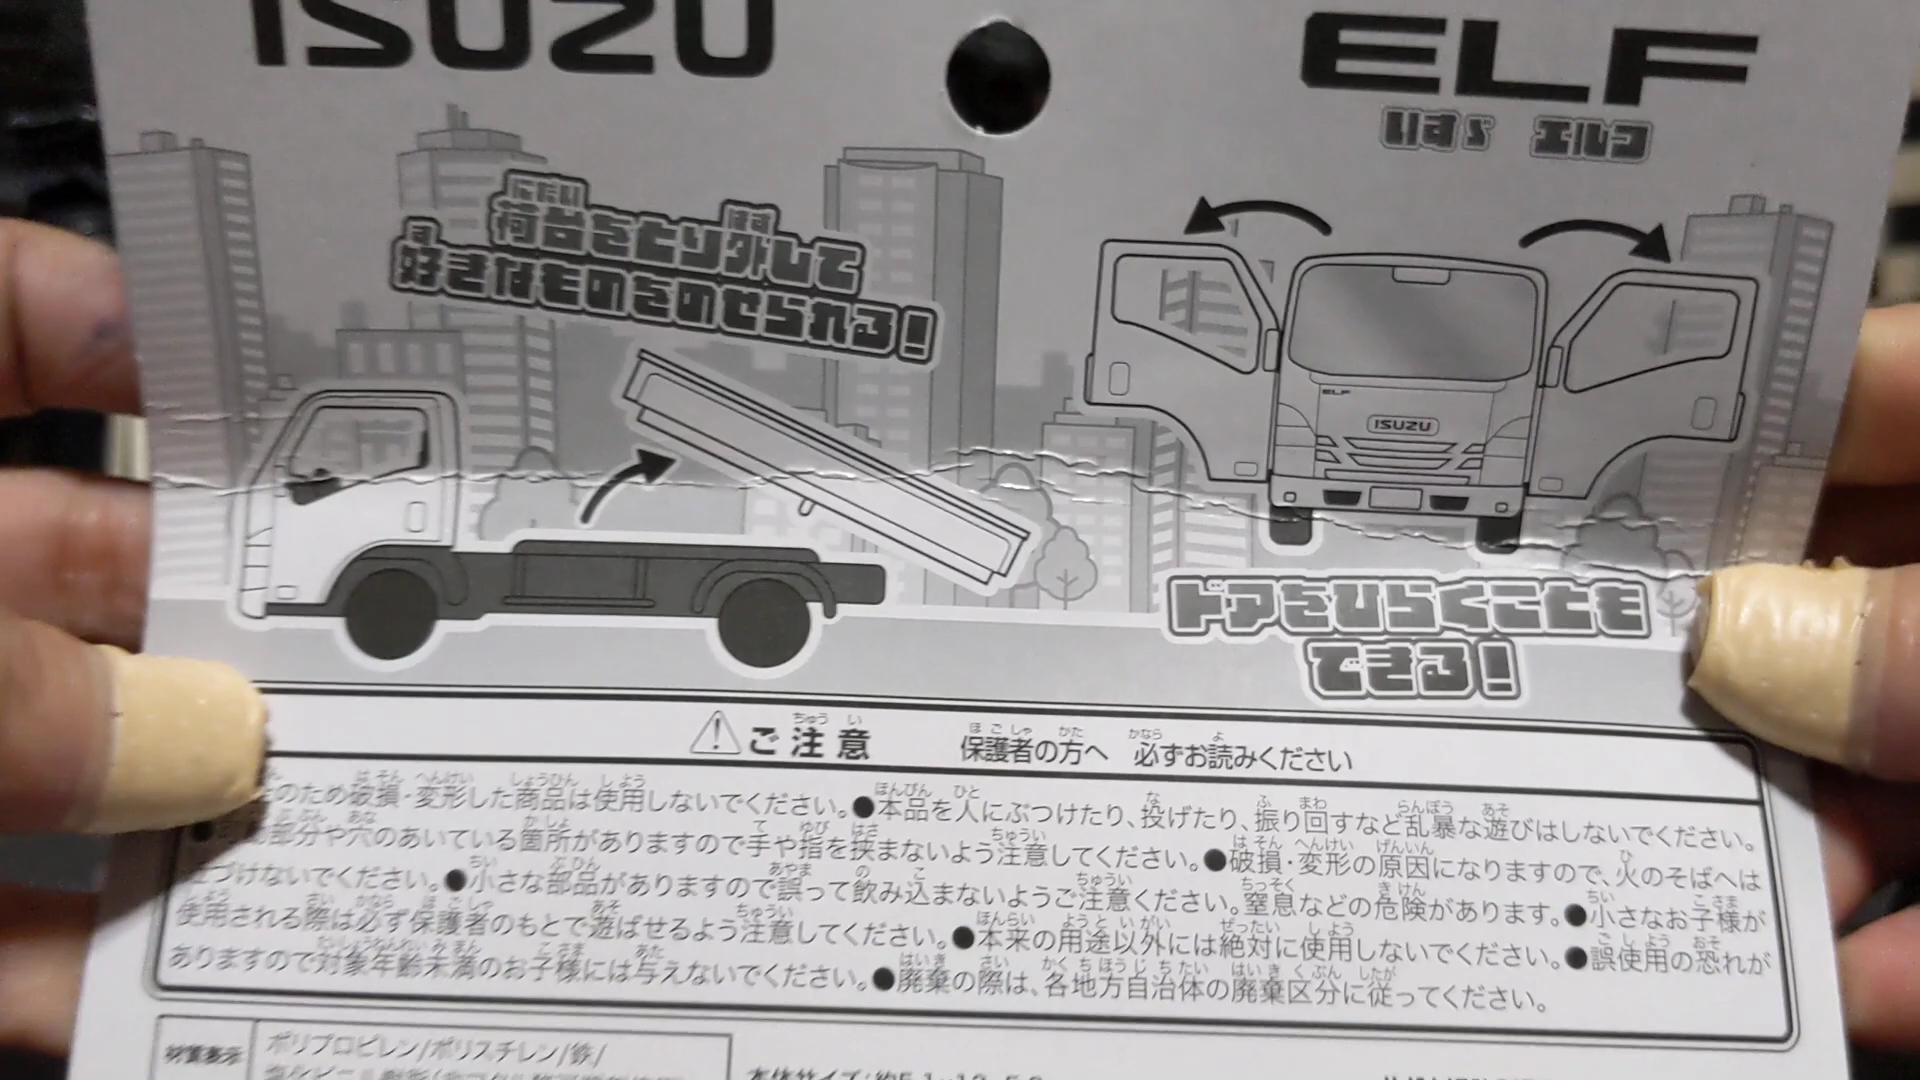 ISUZU
ELF
いすゞ エルフ
荷台をとり外して
好きなものをのせられる!
ELF
ISUZU
ドアをひらくことも
できる!
ご注意 保護者の方へ 必ずお読みください
のため破損・変形した商品は使用しないでください。●本品を人にぶつけたり、投げたり、振り回すなど乱暴な遊びはしないでください。
部分や穴のあいている箇所がありますので手や指を挟まないよう注意してください。●破損・変形の原因になりますので、火のそばへは
近づけないでください。●小さな部品がありますので誤って飲み込まないようご注意ください。窒息などの危険があります。●小さなお子様が
使用される際は必ず保護者のもとで遊ばせるよう注意してください。●本来の用途以外には絶対に使用しないでください。●誤使用の恐れが
ありますので対象年齢未満のお子様には与えないでください。●廃棄の際は、各地方自治体の廃棄区分に従ってください。
材質表示
ポリプロピレン/ポリスチレン/鉄/
本体サイズ:約